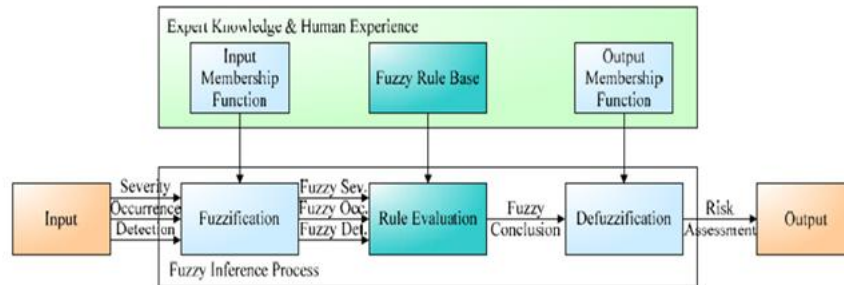 Expert Knowledge & Human Experience
Input
Membership
Function
Fuzzy Rule Base
Output
Membership
Function
Input
Severity
Occurrence
Detection
Fuzzification
Fuzzy Sev.
Fuzzy Occ.
Fuzzy Det.
Rule Evaluation
Fuzzy
Conclusion
Defuzzification
Risk
Assessment
Output
Fuzzy Inference Process